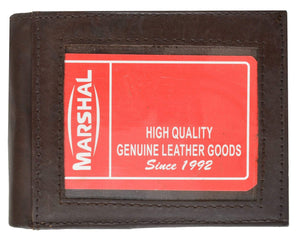 MARSHAL
HIGH QUALITY
GENUINE LEATHER GOODS
Since 1992